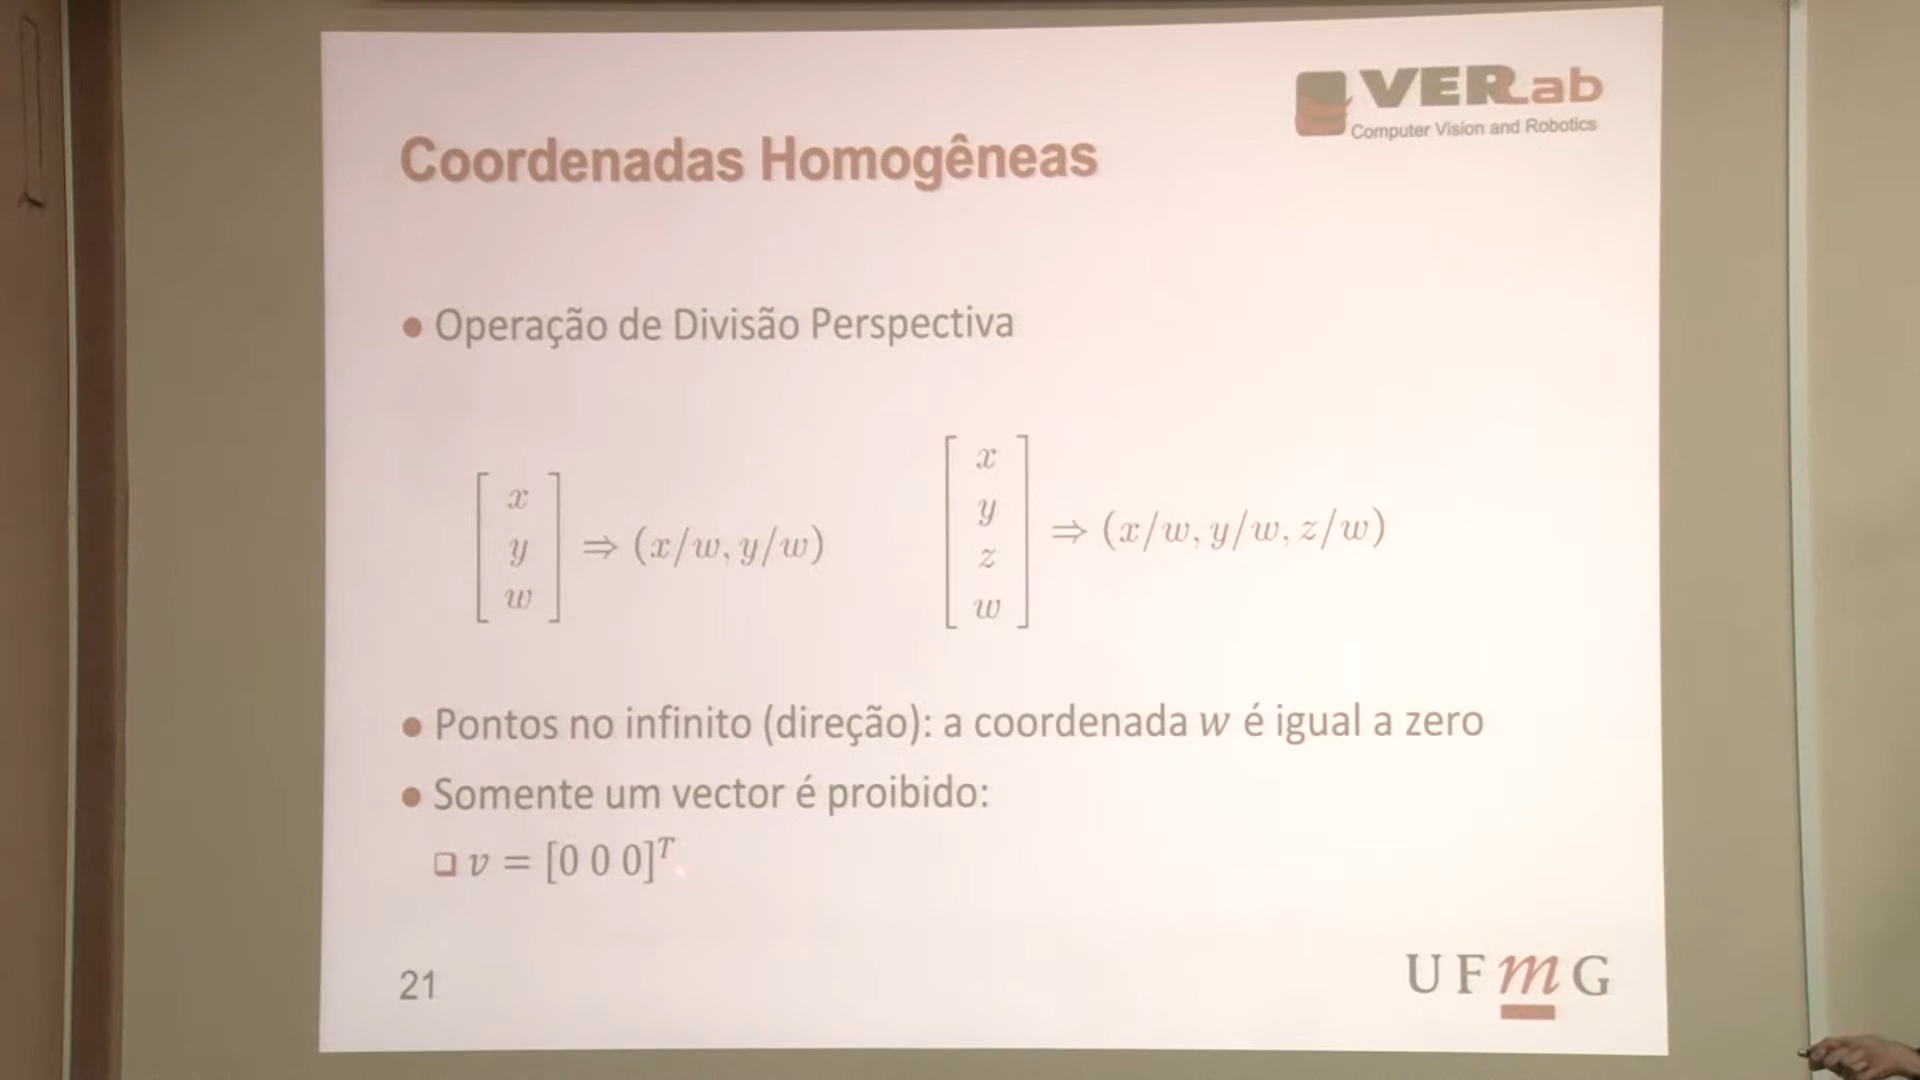 VERLab
Computer Vision and Robotics
Coordenadas Homogêneas
● Operação de Divisão Perspectiva
[x y w] ⇒ (x/w, y/w)
[x y z w] ⇒ (x/w, y/w, z/w)
● Pontos no infinito (direção): a coordenada w é igual a zero
● Somente um vector é proibido:
❑ v = [0 0 0]^T
21
UFmG